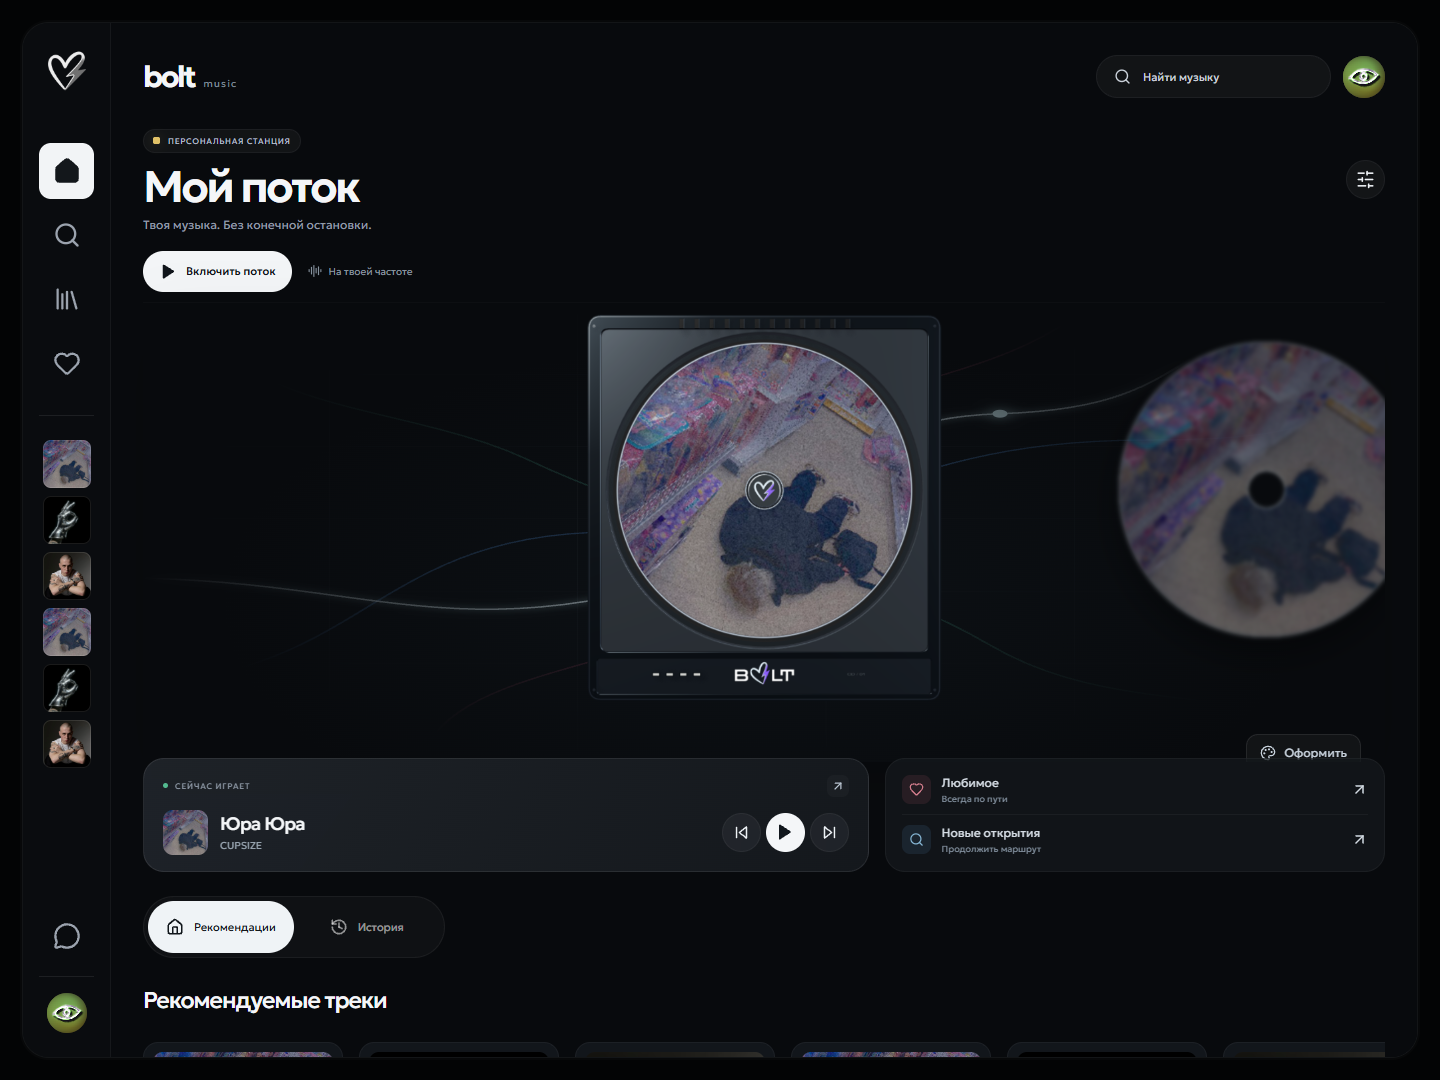 bolt music
Найти музыку
ПЕРСОНАЛЬНАЯ СТАНЦИЯ
Мой поток
Твоя музыка. Без конечной остановки.
Включить поток
На твоей частоте
BOLT
Оформить
СЕЙЧАС ИГРАЕТ
Юра Юра
CUPSIZE
Любимое
Всегда по пути
Новые открытия
Продолжить маршрут
Рекомендации
История
Рекомендуемые треки